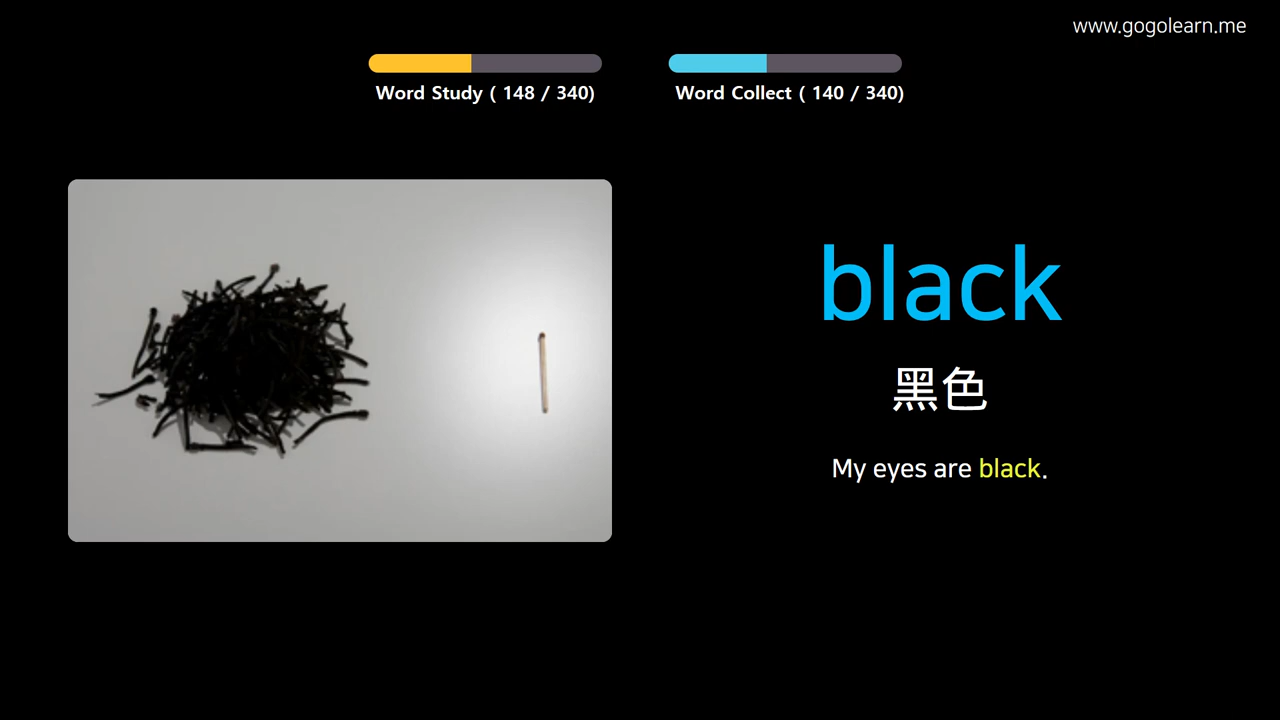 www.gogolearn.me
Word Study ( 148 / 340)
Word Collect ( 140 / 340)
black
黑色
My eyes are black.